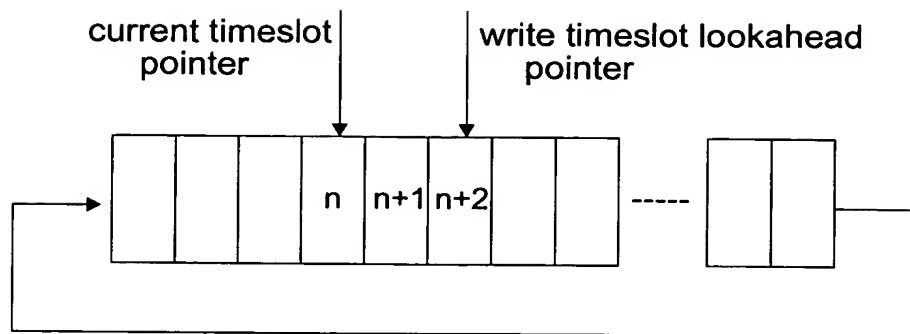 current timeslot
pointer
write timeslot lookahead
pointer
n n+1 n+2